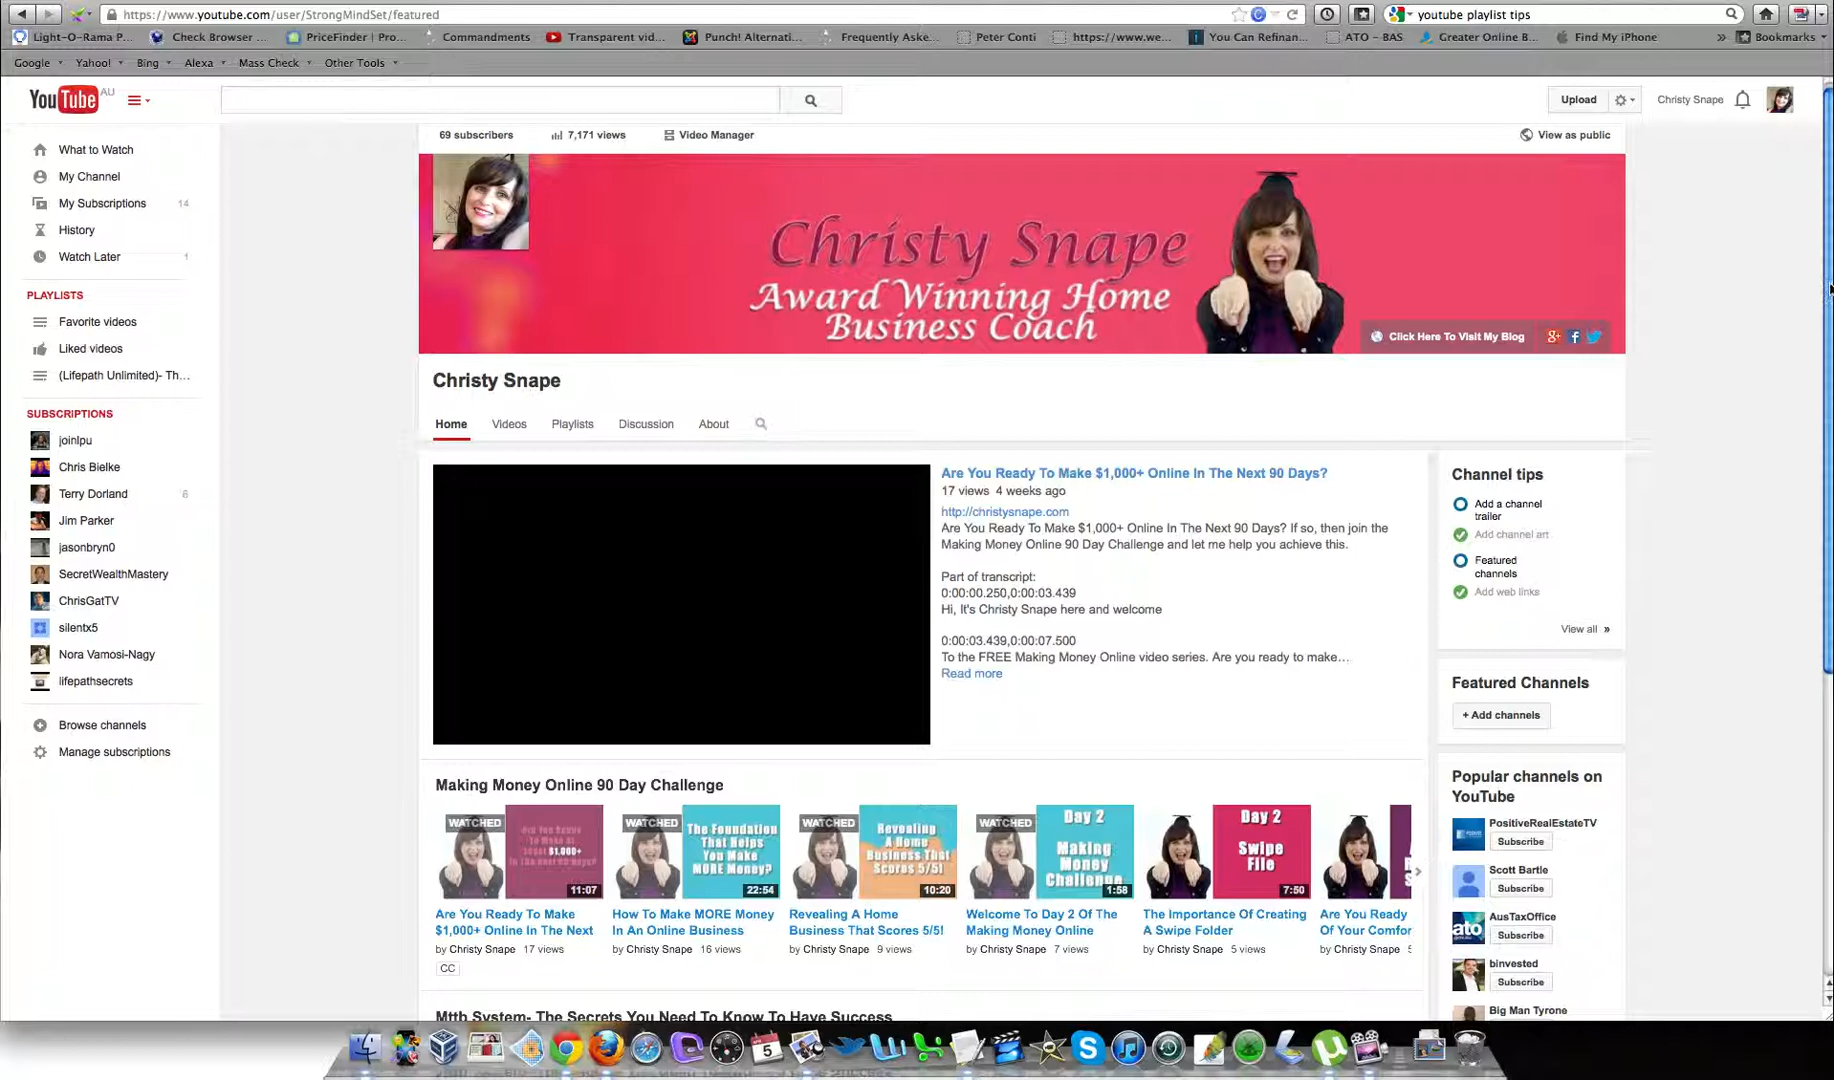 https://www.youtube.com/user/StrongMindSet/featured
youtube playlist tips
Light-O-Rama P...
Check Browser ...
PriceFinder | Pro...
Commandments
Transparent vid...
Punch! Alternati...
Frequently Aske...
Peter Conti
https://www.we...
You Can Refinan...
ATO – BAS
Greater Online B...
Find My iPhone
»
Bookmarks
Google
Yahoo!
Bing
Alexa
Mass Check
Other Tools
YouTube AU
Upload
Christy Snape
69 subscribers
7,171 views
Video Manager
View as public
What to Watch
My Channel
My Subscriptions 14
History
Watch Later 1
PLAYLISTS
Favorite videos
Liked videos
(Lifepath Unlimited)- Th...
SUBSCRIPTIONS
joinlpu
Chris Bielke
Terry Dorland
Jim Parker
jasonbryn0
SecretWealthMastery
ChrisGatTV
silentx5
Nora Vamosi-Nagy
lifepathsecrets
Browse channels
Manage subscriptions
Christy Snape
Award Winning Home
Business Coach
Click Here To Visit My Blog
Christy Snape
Home
Videos
Playlists
Discussion
About
Are You Ready To Make $1,000+ Online In The Next 90 Days?
17 views 4 weeks ago
http://christysnape.com
Are You Ready To Make $1,000+ Online In The Next 90 Days? If so, then join the
Making Money Online 90 Day Challenge and let me help you achieve this.
Part of transcript:
0:00:00.250,0:00:03.439
Hi, It's Christy Snape here and welcome
0:00:03.439,0:00:07.500
To the FREE Making Money Online video series. Are you ready to make...
Read more
Channel tips
Add a channel
trailer
Add channel art
Featured
channels
Add web links
View all »
Featured Channels
+ Add channels
Popular channels on
YouTube
PositiveRealEstateTV
Subscribe
Scott Bartle
Subscribe
AusTaxOffice
ato
Subscribe
binvested
Subscribe
Big Man Tyrone
Making Money Online 90 Day Challenge
WATCHED
11:07
Are You Ready To Make
$1,000+ Online In The Next
by Christy Snape 17 views
CC
WATCHED
The Foundation
That Helps
You Make
MORE Money?
22:54
How To Make MORE Money
In An Online Business
by Christy Snape 16 views
WATCHED
Revealing
A Home
Business That
Scores 5/5!
10:20
Revealing A Home
Business That Scores 5/5!
by Christy Snape 9 views
WATCHED
Day 2
Making
Money
Challenge
1:58
Welcome To Day 2 Of The
Making Money Online
by Christy Snape 7 views
Day 2
Swipe
File
7:50
The Importance Of Creating
A Swipe Folder
by Christy Snape 5 views
Are You Ready
Of Your Comfor
by Christy Snape 5
Mttb System- The Secrets You Need To Know To Have Success
5